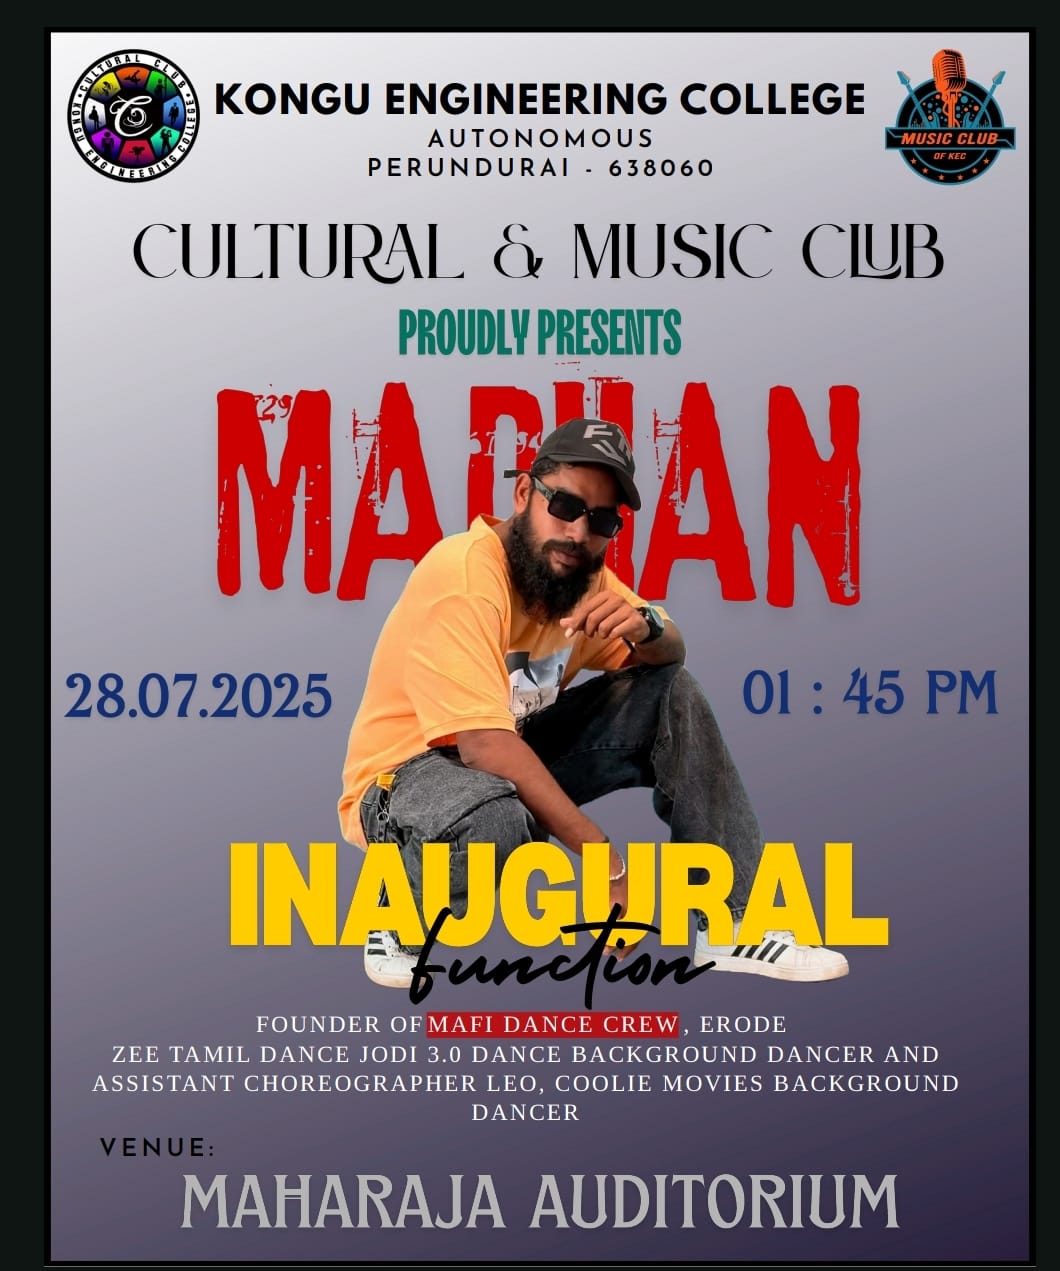 CULTURAL CLUB
KONGU ENGINEERING COLLEGE
KONGU ENGINEERING COLLEGE
AUTONOMOUS
PERUNDURAI - 638060
MUSIC CLUB
OF KEC
CULTURAL & MUSIC CLUB
PROUDLY PRESENTS
MADHAN
28.07.2025
01 : 45 PM
INAUGURAL
function
FOUNDER OF MAFI DANCE CREW , ERODE
ZEE TAMIL DANCE JODI 3.0 DANCE BACKGROUND DANCER AND
ASSISTANT CHOREOGRAPHER LEO, COOLIE MOVIES BACKGROUND
DANCER
VENUE:
MAHARAJA AUDITORIUM